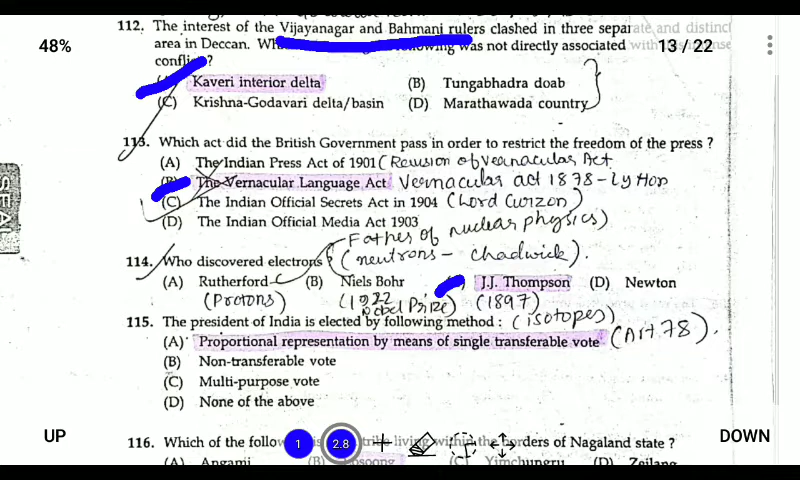 112. The interest of the Vijayanagar and Bahmani rulers clashed in three separate and distinct
48%
area in Deccan. was not directly associated with
13 / 22
conflict?
Kaveri interior delta (B) Tungabhadra doab
(C) Krishna-Godavari delta/basin (D) Marathawada country
113. Which act did the British Government pass in order to restrict the freedom of the press ?
(A) The Indian Press Act of 1901 (Revision of Vernacular Act
(B) The Vernacular Language Act Vernacular act 1878 - Lytton
(C) The Indian Official Secrets Act in 1904 (Lord Curzon)
(D) The Indian Official Media Act 1903
Father of nuclear physics)
114. Who discovered electrons ? (neutrons - chadwick).
(A) Rutherford (B) Niels Bohr J.J. Thompson (D) Newton
(Protons) (1922 Nobel Prize) (1897)
115. The president of India is elected by following method : (isotopes)
(A) Proportional representation by means of single transferable vote (Art 78).
(B) Non-transferable vote
(C) Multi-purpose vote
(D) None of the above
UP
1
2.8
DOWN
116. Which of the living within the borders of Nagaland state ?
(A) Angami (B) (C) Yimchungru (D) Zeilang
SEAL